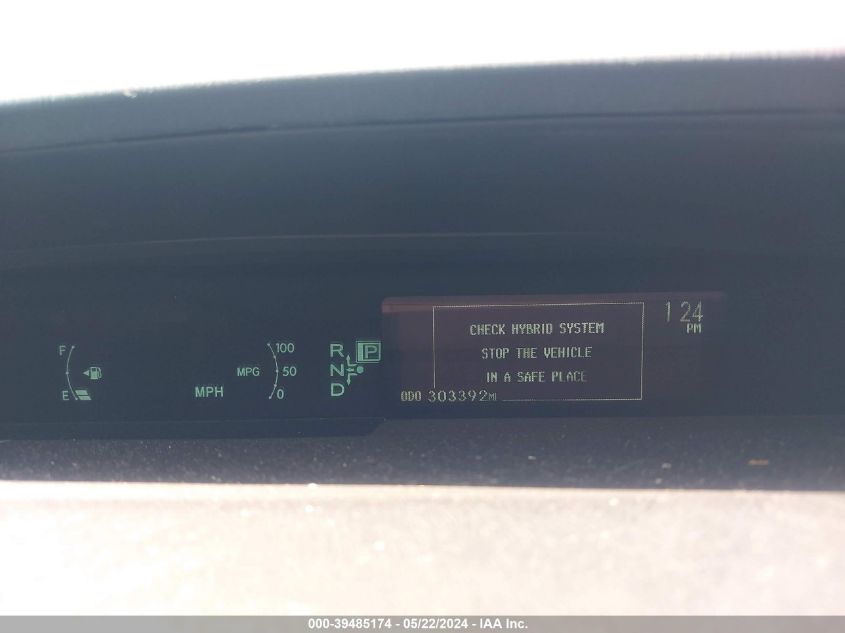 F
E
MPH
100
MPG 50
0
R P
N
D
CHECK HYBRID SYSTEM
STOP THE VEHICLE
IN A SAFE PLACE
ODO 303392MI
1 24
PM
000-39485174 - 05/22/2024 - IAA Inc.